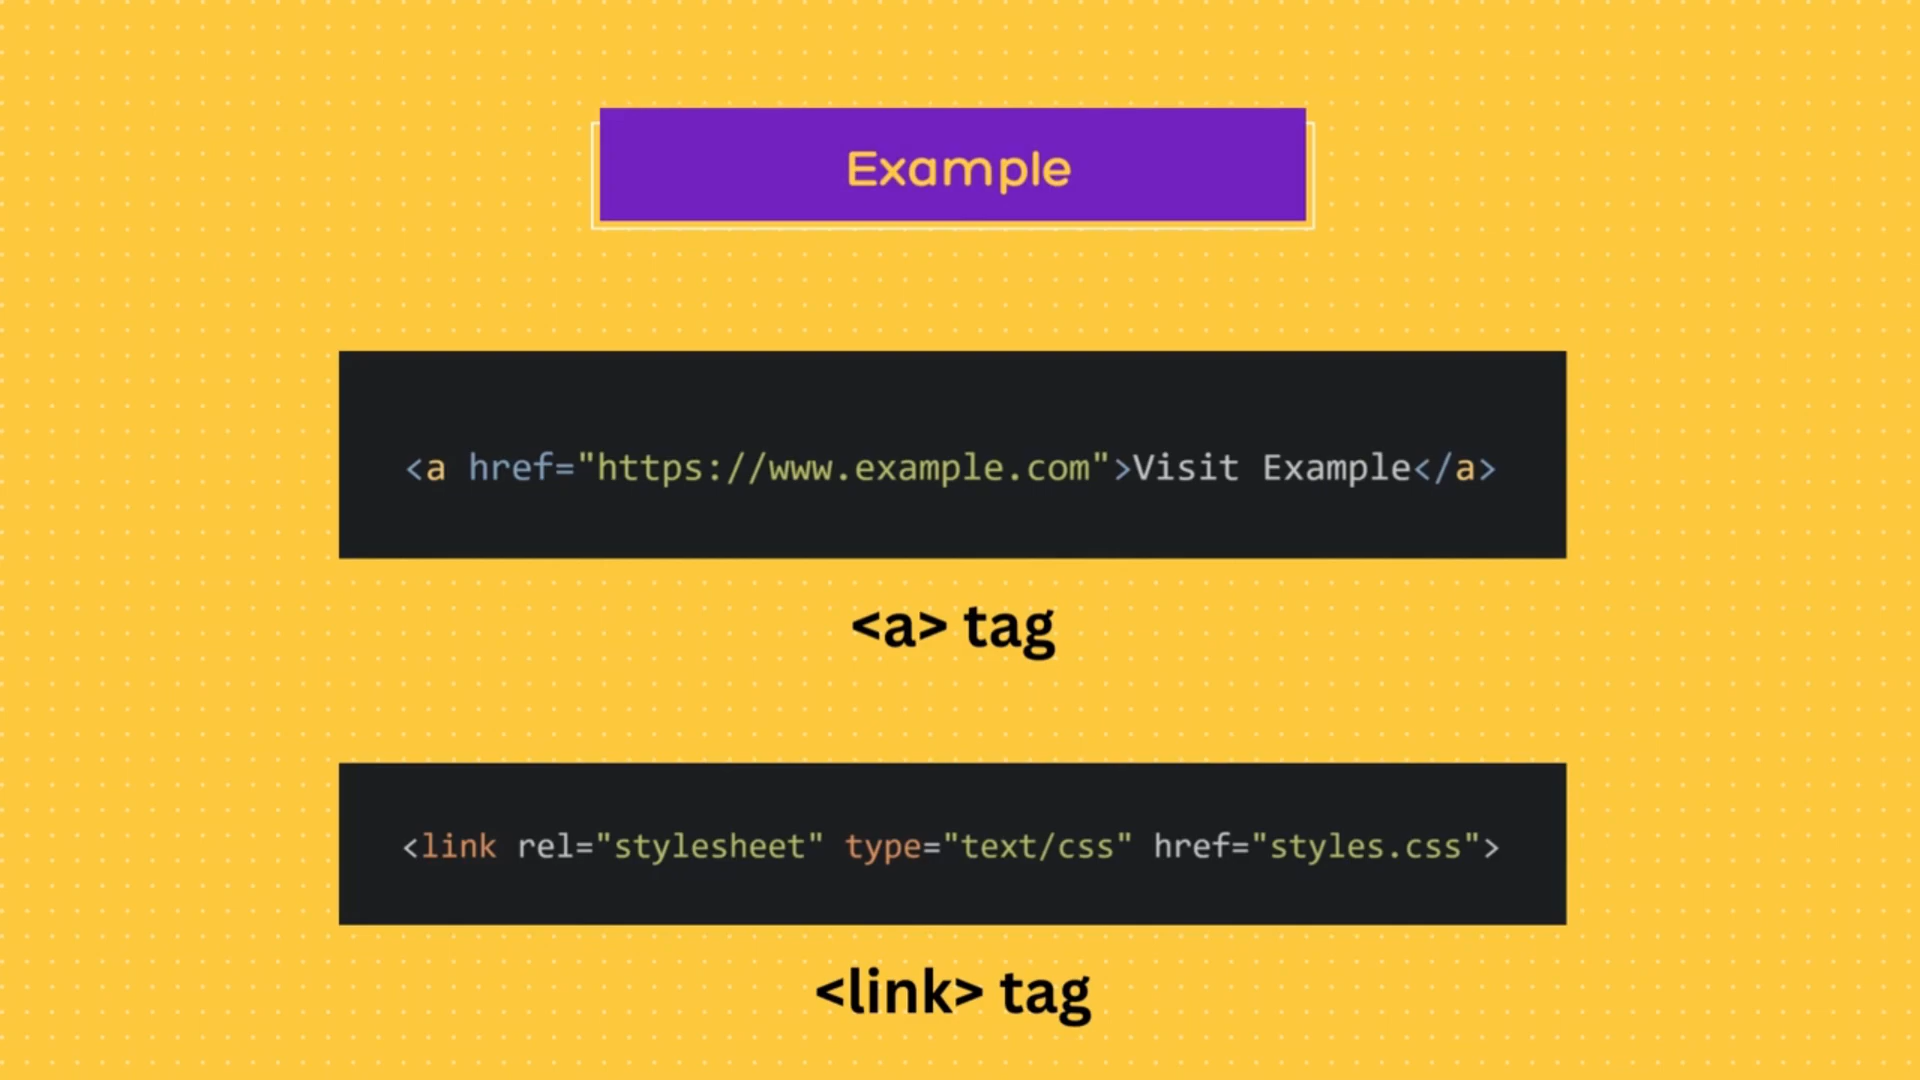 Example
<a href="https://www.example.com">Visit Example</a>
<a> tag
<link rel="stylesheet" type="text/css" href="styles.css">
<link> tag